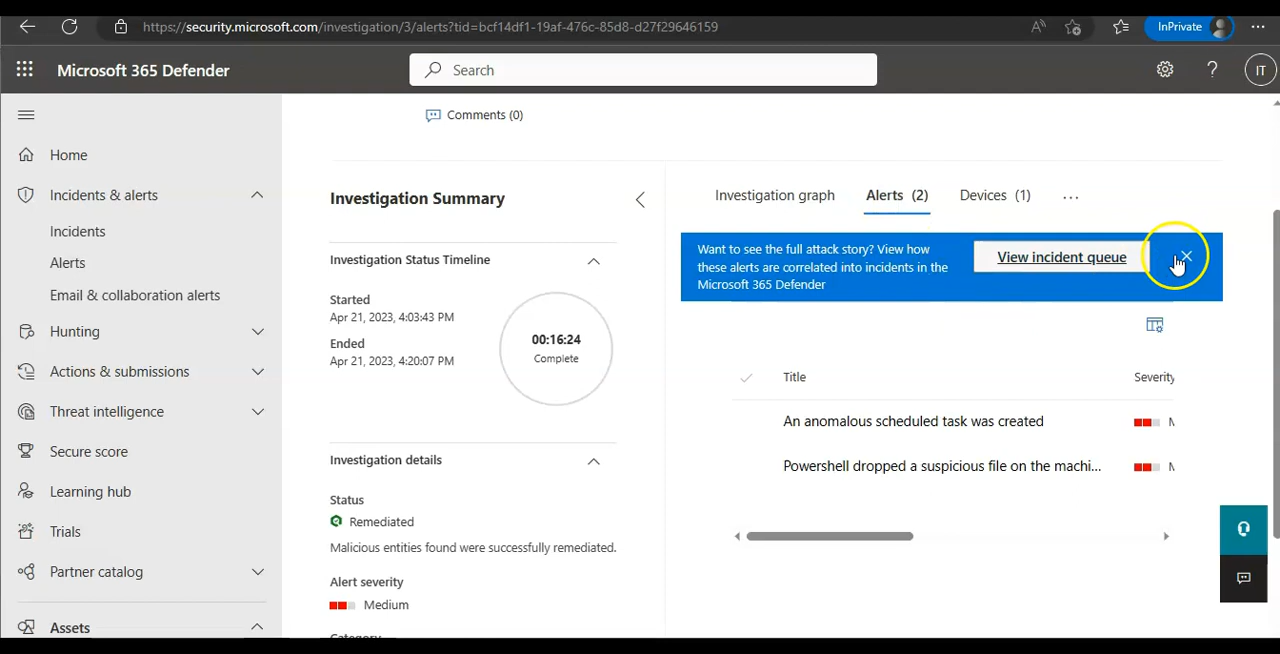 https://security.microsoft.com/investigation/3/alerts?tid=bcf14df1-19af-476c-85d8-d27f29646159
InPrivate
Microsoft 365 Defender
Search
IT
Comments (0)
Home
Incidents & alerts
Incidents
Alerts
Email & collaboration alerts
Hunting
Actions & submissions
Threat intelligence
Secure score
Learning hub
Trials
Partner catalog
Assets
Investigation Summary
Investigation Status Timeline
Started
Apr 21, 2023, 4:03:43 PM
Ended
Apr 21, 2023, 4:20:07 PM
00:16:24
Complete
Investigation details
Status
Remediated
Malicious entities found were successfully remediated.
Alert severity
Medium
Category
Investigation graph
Alerts (2)
Devices (1)
...
Want to see the full attack story? View how
these alerts are correlated into incidents in the
Microsoft 365 Defender
View incident queue
Title
Severity
An anomalous scheduled task was created
M
Powershell dropped a suspicious file on the machi...
M